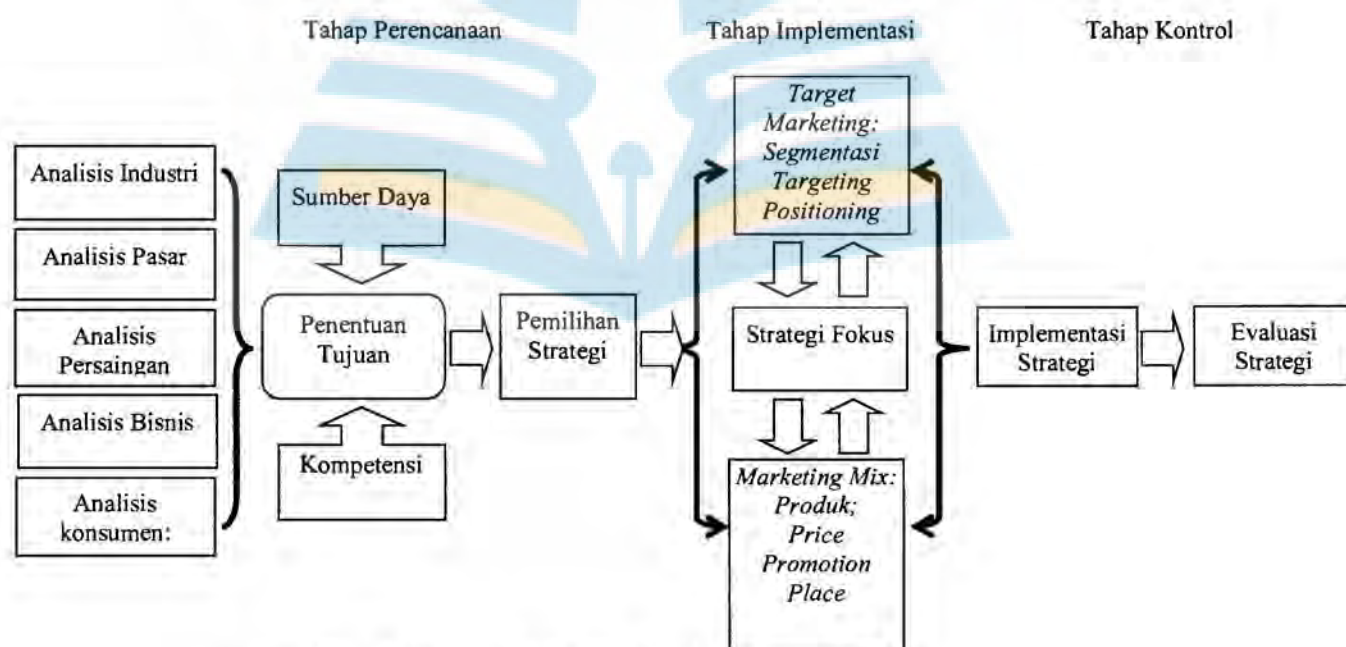 Tahap Perencanaan
Tahap Implementasi
Tahap Kontrol
Analisis Industri
Analisis Pasar
Analisis
Persaingan
Analisis Bisnis
Analisis
konsumen:
Sumber Daya
Penentuan
Tujuan
Kompetensi
Pemilihan
Strategi
Target
Marketing:
Segmentasi
Targeting
Positioning
Strategi Fokus
Marketing Mix:
Produk;
Price
Promotion
Place
Implementasi
Strategi
Evaluasi
Strategi